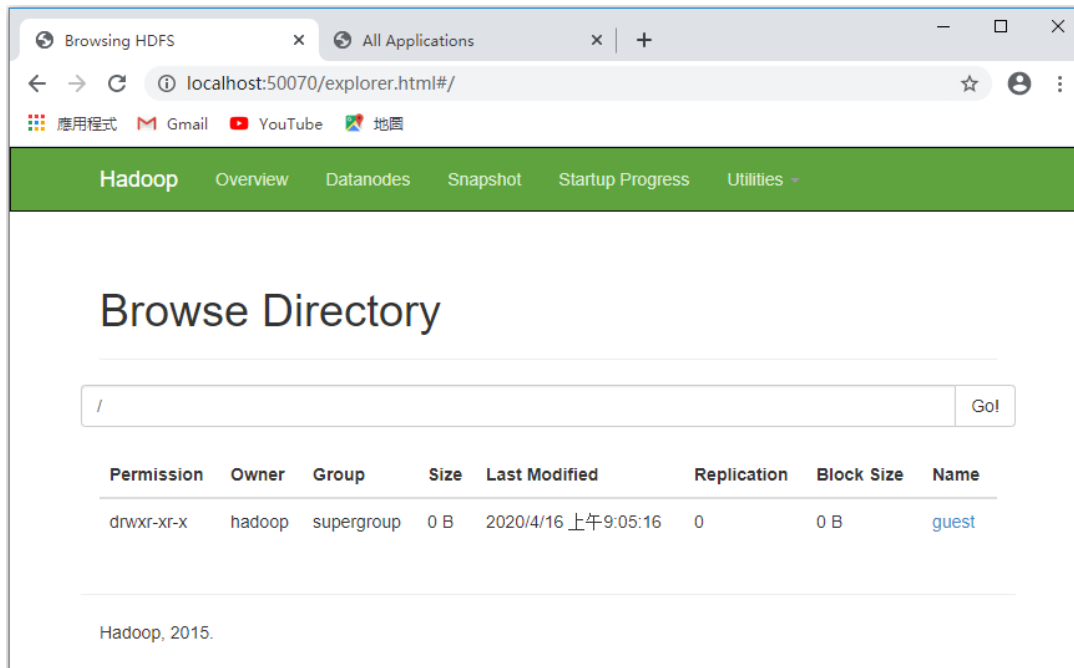 Browsing HDFS All Applications
localhost:50070/explorer.html#/
應用程式 Gmail YouTube 地圖
Hadoop Overview Datanodes Snapshot Startup Progress Utilities
Browse Directory
/ Go!
Permission Owner Group Size Last Modified Replication Block Size Name
drwxr-xr-x hadoop supergroup 0 B 2020/4/16 上午9:05:16 0 0 B guest
Hadoop, 2015.